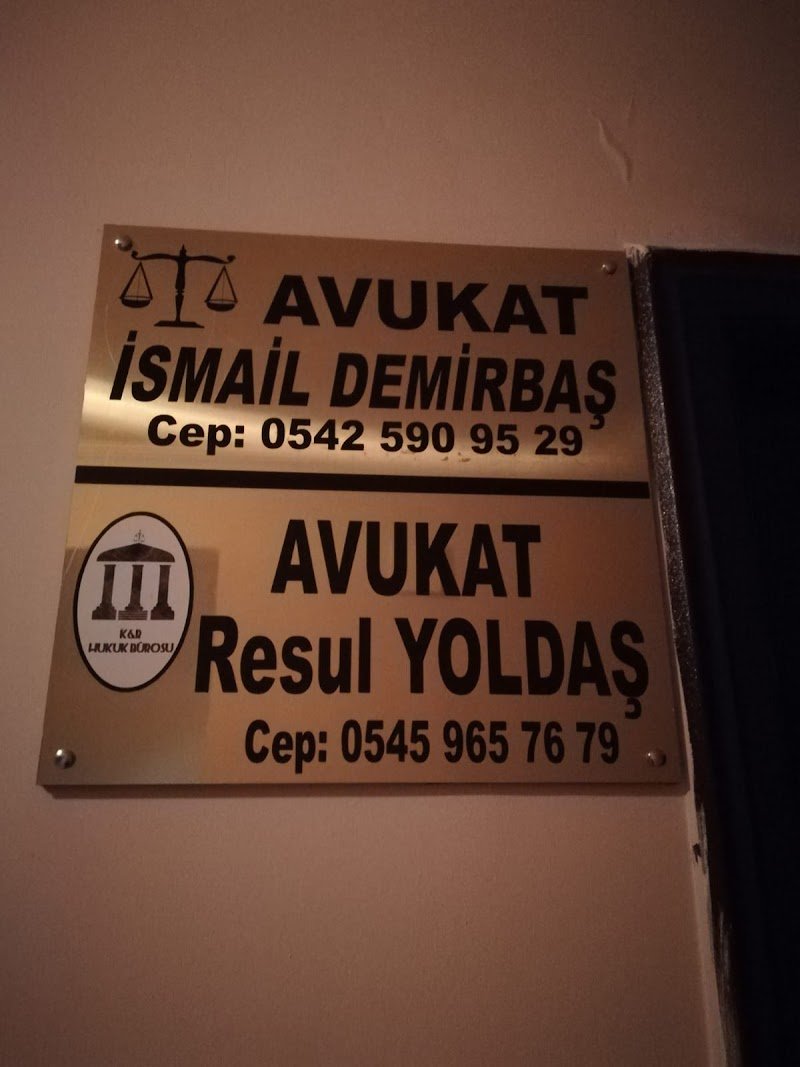 AVUKAT
İSMAİL DEMİRBAŞ
Cep: 0542 590 95 29
AVUKAT
Resul YOLDAŞ
Cep: 0545 965 76 79
K&R
HUKUK BÜROSU